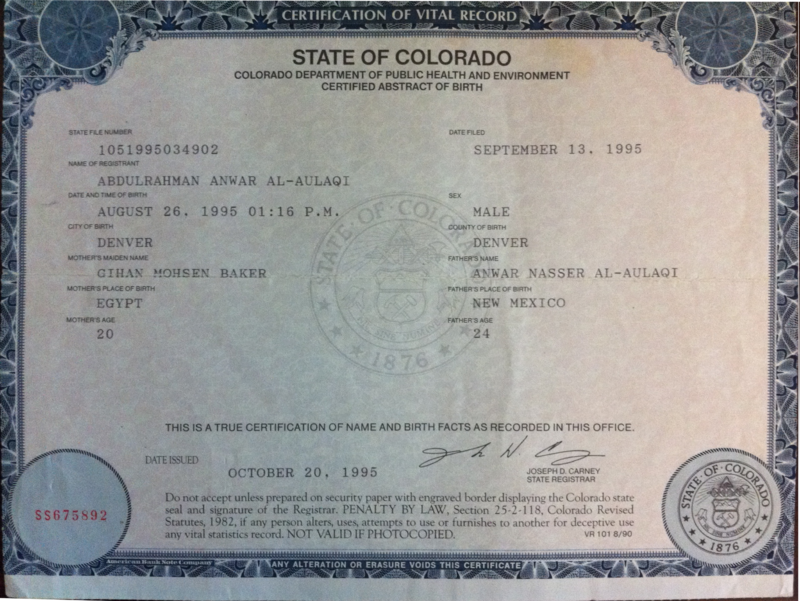 CERTIFICATION OF VITAL RECORD
STATE OF COLORADO
COLORADO DEPARTMENT OF PUBLIC HEALTH AND ENVIRONMENT
CERTIFIED ABSTRACT OF BIRTH
STATE FILE NUMBER DATE FILED
1051995034902 SEPTEMBER 13, 1995
NAME OF REGISTRANT
ABDULRAHMAN ANWAR AL-AULAQI
DATE AND TIME OF BIRTH SEX
AUGUST 26, 1995 01:16 P.M. MALE
CITY OF BIRTH COUNTY OF BIRTH
DENVER DENVER
MOTHER'S MAIDEN NAME FATHER'S NAME
GIHAN MOHSEN BAKER ANWAR NASSER AL-AULAQI
MOTHER'S PLACE OF BIRTH FATHER'S PLACE OF BIRTH
EGYPT NEW MEXICO
MOTHER'S AGE FATHER'S AGE
20 24
STATE OF COLORADO
1876
THIS IS A TRUE CERTIFICATION OF NAME AND BIRTH FACTS AS RECORDED IN THIS OFFICE.
DATE ISSUED
OCTOBER 20, 1995
JOSEPH D. CARNEY
STATE REGISTRAR
Do not accept unless prepared on security paper with engraved border displaying the Colorado state
seal and signature of the Registrar. PENALTY BY LAW, Section 25-2-118, Colorado Revised
Statutes, 1982, if any person alters, uses, attempts to use or furnishes to another for deceptive use
any vital statistics record. NOT VALID IF PHOTOCOPIED.
VR 101 8/90
SS675892
STATE OF COLORADO
1876
American Bank Note Company
ANY ALTERATION OR ERASURE VOIDS THIS CERTIFICATE